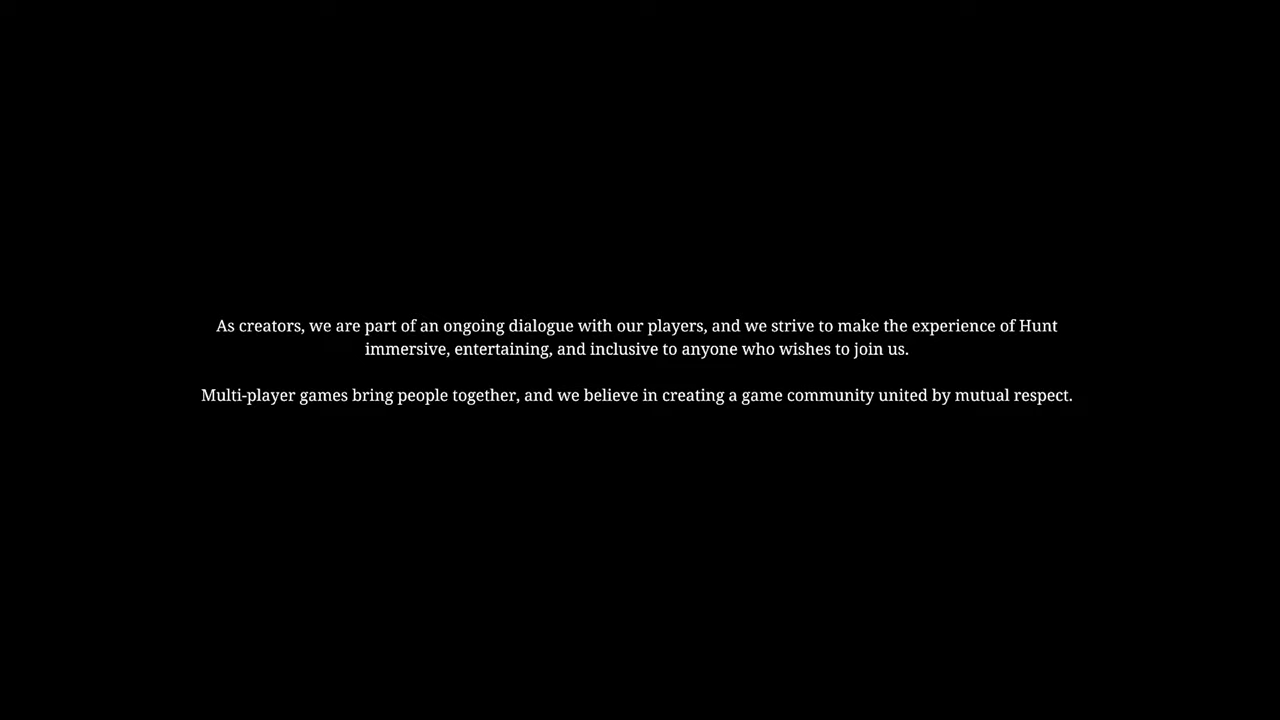 As creators, we are part of an ongoing dialogue with our players, and we strive to make the experience of Hunt
immersive, entertaining, and inclusive to anyone who wishes to join us.
Multi-player games bring people together, and we believe in creating a game community united by mutual respect.